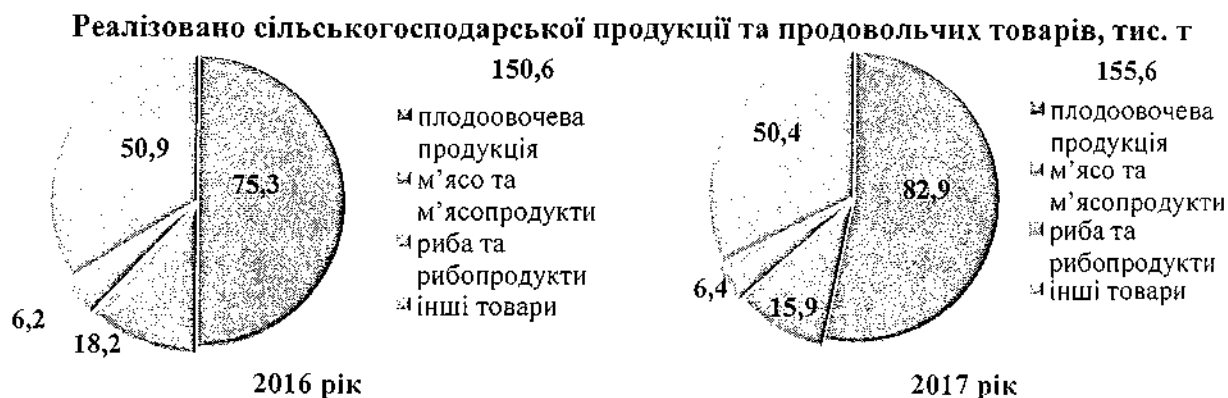 Реалізовано сільськогосподарської продукції та продовольчих товарів, тис. т
150,6
50,9
75,3
6,2
18,2
плодоовочева
продукція
м’ясо та
м’ясопродукти
риба та
рибопродукти
інші товари
2016 рік
155,6
50,4
82,9
6,4
15,9
плодоовочева
продукція
м’ясо та
м’ясопродукти
риба та
рибопродукти
інші товари
2017 рік